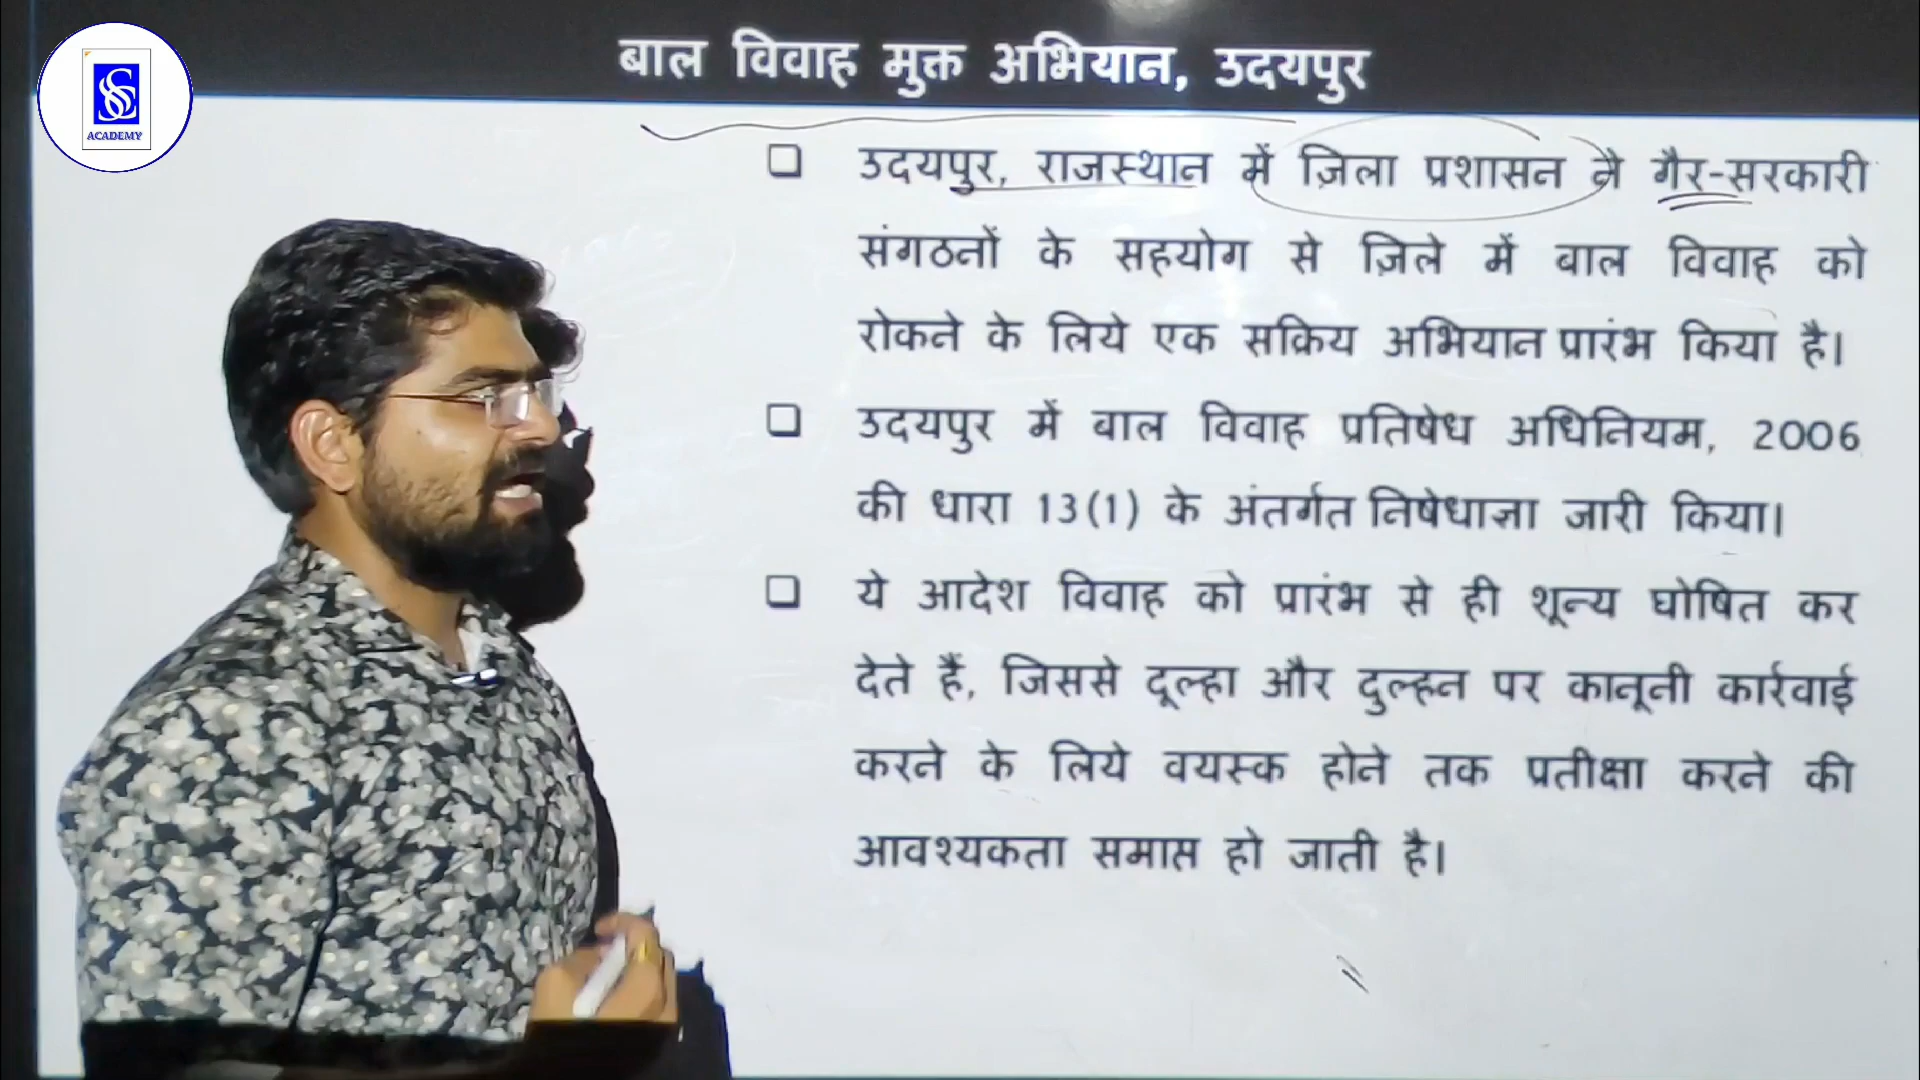 बाल विवाह मुक्त अभियान, उदयपुर
SS
ACADEMY
उदयपुर, राजस्थान में ज़िला प्रशासन ने गैर-सरकारी
संगठनों के सहयोग से ज़िले में बाल विवाह को
रोकने के लिये एक सक्रिय अभियान प्रारंभ किया है।
उदयपुर में बाल विवाह प्रतिषेध अधिनियम, 2006
की धारा 13(1) के अंतर्गत निषेधाज्ञा जारी किया।
ये आदेश विवाह को प्रारंभ से ही शून्य घोषित कर
देते हैं, जिससे दूल्हा और दुल्हन पर कानूनी कार्रवाई
करने के लिये वयस्क होने तक प्रतीक्षा करने की
आवश्यकता समाप्त हो जाती है।